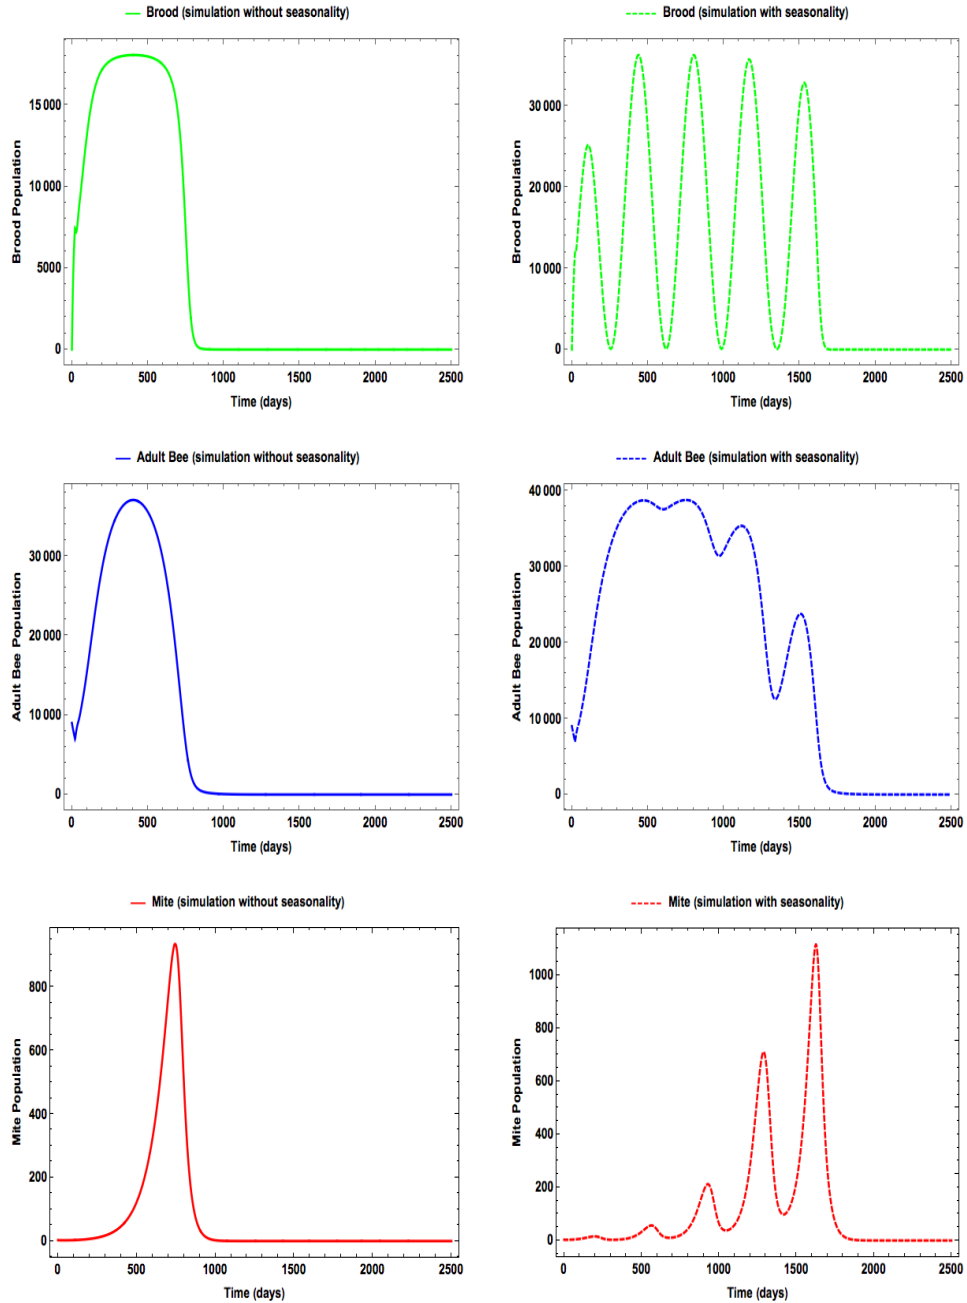 Brood (simulation without seasonality)
Brood Population
15 000
10 000
5000
0
0 500 1000 1500 2000 2500
Time (days)
Brood (simulation with seasonality)
Brood Population
30 000
20 000
10 000
0
0 500 1000 1500 2000 2500
Time (days)
Adult Bee (simulation without seasonality)
Adult Bee Population
30 000
20 000
10 000
0
0 500 1000 1500 2000 2500
Time (days)
Adult Bee (simulation with seasonality)
Adult Bee Population
40 000
30 000
20 000
10 000
0
0 500 1000 1500 2000 2500
Time (days)
Mite (simulation without seasonality)
Mite Population
800
600
400
200
0
0 500 1000 1500 2000 2500
Time (days)
Mite (simulation with seasonality)
Mite Population
1000
800
600
400
200
0
0 500 1000 1500 2000 2500
Time (days)